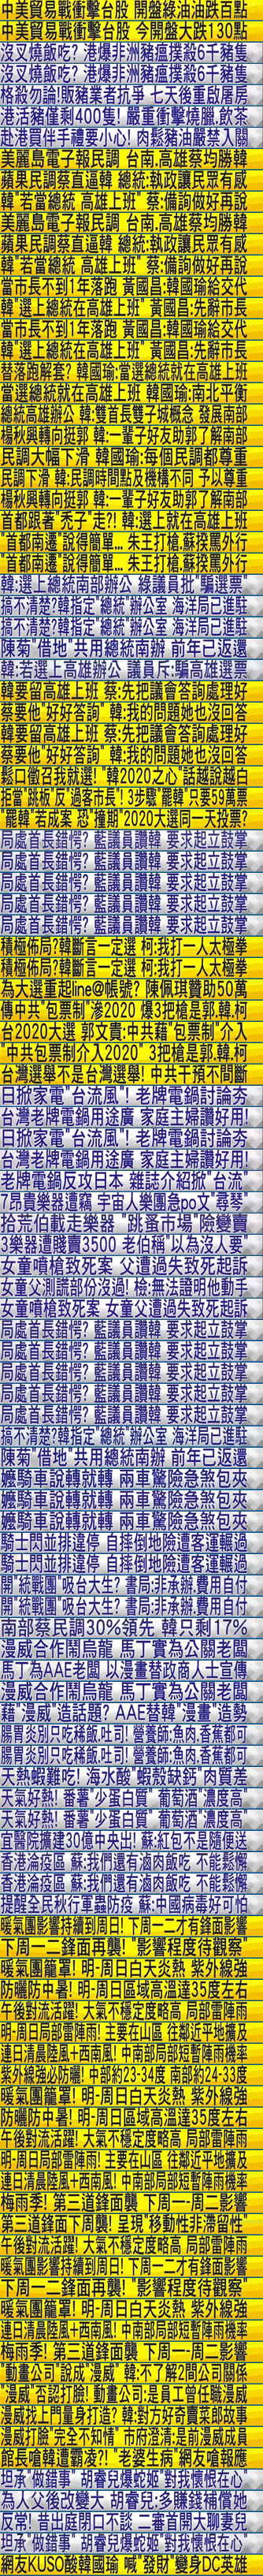 中美貿易戰衝擊台股 開盤綠油油跌百點
中美貿易戰衝擊台股 今開盤大跌130點
沒叉燒飯吃? 港爆非洲豬瘟撲殺6千豬隻
沒叉燒飯吃? 港爆非洲豬瘟撲殺6千豬隻
格殺勿論!販豬業者抗爭 七天後重啟屠房
港活豬僅剩400隻! 嚴重衝擊燒臘.飲茶
赴港買伴手禮要小心! 肉鬆豬油嚴禁入關
美麗島電子報民調 台南.高雄蔡均勝韓
蘋果民調蔡直逼韓 總統:執政讓民眾有感
韓"若當總統 高雄上班" 蔡:備詢做好再說
美麗島電子報民調 台南.高雄蔡均勝韓
蘋果民調蔡直逼韓 總統:執政讓民眾有感
韓"若當總統 高雄上班" 蔡:備詢做好再說
當市長不到1年落跑 黃國昌:韓國瑜給交代
韓"選上總統在高雄上班" 黃國昌:先辭市長
當市長不到1年落跑 黃國昌:韓國瑜給交代
韓"選上總統在高雄上班" 黃國昌:先辭市長
替落跑解套? 韓國瑜:當選總統就在高雄上班
當選總統就在高雄上班 韓國瑜:南北平衡
總統高雄辦公 韓:雙首長雙子城概念 發展南部
楊秋興轉向挺郭 韓:一輩子好友助郭了解南部
民調大幅下滑 韓國瑜:每個民調都尊重
民調下滑 韓:民調時間點及機構不同 予以尊重
楊秋興轉向挺郭 韓:一輩子好友助郭了解南部
首都跟著"禿子"走?! 韓:選上就在高雄上班
"首都南遷"說得簡單... 朱王打槍.蘇揆罵外行
"首都南遷"說得簡單... 朱王打槍.蘇揆罵外行
韓:選上總統南部辦公 綠議員批"騙選票"
搞不清楚?韓指定"總統"辦公室 海洋局已進駐
搞不清楚?韓指定"總統"辦公室 海洋局已進駐
陳菊"借地"共用總統南辦 前年已返還
韓:若選上高雄辦公 議員斥:騙高雄選票
韓要留高雄上班 蔡:先把議會答詢處理好
蔡要他"好好答詢" 韓:我的問題她也沒回答
韓要留高雄上班 蔡:先把議會答詢處理好
蔡要他"好好答詢" 韓:我的問題她也沒回答
鬆口徵召我就選! "韓2020之心"話越說越白
拒當"跳板"反"過客市長"! 3步驟"罷韓"只要59萬票
"罷韓"若成案 恐"撞期"2020大選同一天投票?
局處首長錯愕? 藍議員讚韓 要求起立鼓掌
局處首長錯愕? 藍議員讚韓 要求起立鼓掌
局處首長錯愕? 藍議員讚韓 要求起立鼓掌
局處首長錯愕? 藍議員讚韓 要求起立鼓掌
局處首長錯愕? 藍議員讚韓 要求起立鼓掌
積極佈局?韓斷言一定選 柯:我打一人太極拳
積極佈局?韓斷言一定選 柯:我打一人太極拳
為大選重起line@帳號? 陳佩琪贊助50萬
傳中共"包票制"滲2020 爆3把槍是郭.韓.柯
台2020大選 郭文貴:中共藉"包票制"介入
"中共包票制介入2020" 3把槍是郭.韓.柯
台灣選舉不是台灣選舉! 中共干預不間斷
日掀家電"台流風"! 老牌電鍋討論夯
台灣老牌電鍋用途廣 家庭主婦讚好用!
日掀家電"台流風"! 老牌電鍋討論夯
台灣老牌電鍋用途廣 家庭主婦讚好用!
老牌電鍋反攻日本 雜誌介紹掀"台流"
7昂貴樂器遭竊 宇宙人樂團急po文"尋琴"
拾荒伯載走樂器 "跳蚤市場"險變賣
3樂器遭賤賣3500 老伯稱"以為沒人要"
女童噴槍致死案 父遭過失致死起訴
女童父測謊部份沒過! 檢:無法證明他動手
女童噴槍致死案 女童父遭過失致死起訴
局處首長錯愕? 藍議員讚韓 要求起立鼓掌
局處首長錯愕? 藍議員讚韓 要求起立鼓掌
局處首長錯愕? 藍議員讚韓 要求起立鼓掌
局處首長錯愕? 藍議員讚韓 要求起立鼓掌
局處首長錯愕? 藍議員讚韓 要求起立鼓掌
搞不清楚?韓指定"總統"辦公室 海洋局已進駐
陳菊"借地"共用總統南辦 前年已返還
嬤騎車說轉就轉 兩車驚險急煞包夾
嬤騎車說轉就轉 兩車驚險急煞包夾
嬤騎車說轉就轉 兩車驚險急煞包夾
騎士閃並排違停 自摔倒地險遭客運輾過
騎士閃並排違停 自摔倒地險遭客運輾過
開"統戰團"吸台大生? 書局:非承辦.費用自付
開"統戰團"吸台大生? 書局:非承辦.費用自付
南部蔡民調30%領先 韓只剩17%
漫威合作鬧烏龍 馬丁實為公關老闆
馬丁為AAE老闆 以漫畫替政商人士宣傳
漫威合作鬧烏龍 馬丁實為公關老闆
藉"漫威"造話題? AAE替韓"漫畫"造勢
腸胃炎別只吃稀飯.吐司! 營養師:魚肉.香蕉都可
腸胃炎別只吃稀飯.吐司! 營養師:魚肉.香蕉都可
天熱蝦難吃! 海水酸"蝦殼缺鈣"肉質差
天氣好熱! 番薯"少蛋白質" 葡萄酒"濃度高"
天氣好熱! 番薯"少蛋白質" 葡萄酒"濃度高"
宜醫院擴建30億中央出! 蘇:紅包不是隨便送
香港淪疫區 蘇:我們還有滷肉飯吃 不能鬆懈
香港淪疫區 蘇:我們還有滷肉飯吃 不能鬆懈
提醒全民秋行軍蟲防疫 蘇:中國病毒好可怕
暖氣團影響持續到周日! 下周一二才有鋒面影響
下周一二鋒面再襲! "影響程度待觀察"
暖氣團籠罩! 明-周日白天炎熱 紫外線強
防曬防中暑! 明-周日區域高溫達35度左右
午後對流活躍! 大氣不穩定度略高 局部雷陣雨
明-周日局部雷陣雨! 主要在山區 往鄰近平地擴及
連日清晨陸風+西南風! 中南部局部短暫陣雨機率
紫外線強必防曬! 中部約23-34度 南部約24-33度
暖氣團籠罩! 明-周日白天炎熱 紫外線強
防曬防中暑! 明-周日區域高溫達35度左右
午後對流活躍! 大氣不穩定度略高 局部雷陣雨
明-周日局部雷陣雨! 主要在山區 往鄰近平地擴及
連日清晨陸風+西南風! 中南部局部短暫陣雨機率
梅雨季! 第三道鋒面襲 下周一-周二影響
第三道鋒面下周襲! 呈現"移動性非滯留性"
午後對流活躍! 大氣不穩定度略高 局部雷陣雨
暖氣團影響持續到周日! 下周一二才有鋒面影響
下周一二鋒面再襲! "影響程度待觀察"
暖氣團籠罩! 明-周日白天炎熱 紫外線強
連日清晨陸風+西南風! 中南部局部短暫陣雨機率
梅雨季! 第三道鋒面襲 下周一周二影響
"動畫公司"說成"漫威" 韓:不了解2間公司關係
"漫威"否認打臉! 動畫公司:是員工曾任職漫威
漫威找上門量身打造? 韓:對方好奇賣菜郎故事
漫威打臉"完全不知情" 市府澄清:是前漫威成員
館長嗆韓遭霸凌?! "老婆生病"網友嗆報應
坦承"做錯事" 胡睿兒爆蛇姬"對我懷恨在心"
為人父後改變大 胡睿兒:多賺錢補償她
反常! 昔出庭閉口不談 二審首開大聊妻兒
坦承"做錯事" 胡睿兒爆蛇姬"對我懷恨在心"
網友KUSO酸韓國瑜 喊"發財"變身DC英雄